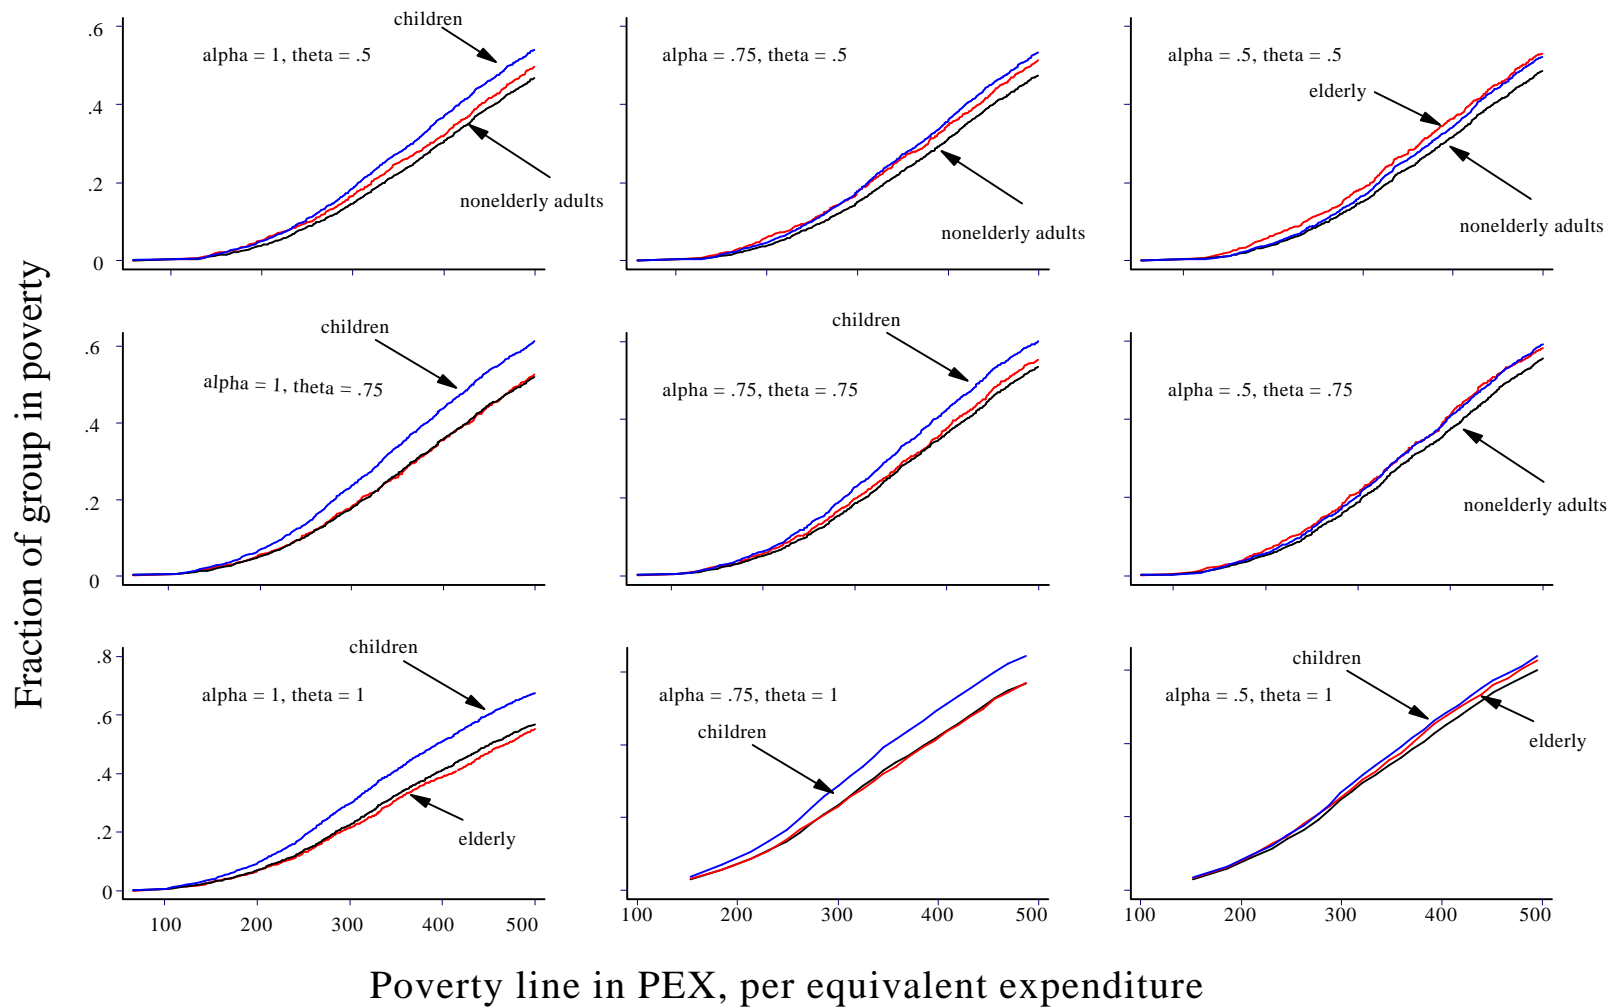 Fraction of group in poverty
.6
.4
.2
0
alpha = 1, theta = .5
children
nonelderly adults
alpha = .75, theta = .5
nonelderly adults
alpha = .5, theta = .5
elderly
nonelderly adults
.6
.4
.2
0
children
alpha = 1, theta = .75
children
alpha = .75, theta = .75
alpha = .5, theta = .75
nonelderly adults
.8
.6
.4
.2
0
children
alpha = 1, theta = 1
elderly
100 200 300 400 500
alpha = .75, theta = 1
children
100 200 300 400 500
children
alpha = .5, theta = 1
elderly
100 200 300 400 500
Poverty line in PEX, per equivalent expenditure